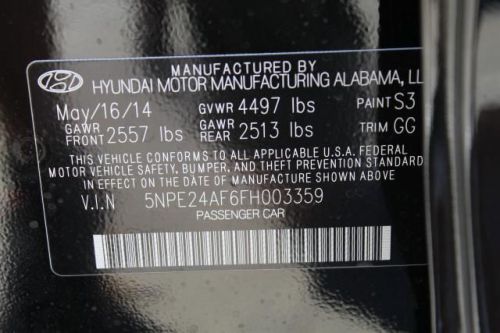 MANUFACTURED BY
HYUNDAI MOTOR MANUFACTURING ALABAMA, LL
May/16/14 GVWR 4497 lbs PAINT S3
GAWR FRONT 2557 lbs GAWR REAR 2513 lbs TRIM GG
THIS VEHICLE CONFORMS TO ALL APPLICABLE U.S.A. FEDERAL
MOTOR VEHICLE SAFETY, BUMPER, AND THEFT PREVENTION STANDARD
IN EFFECT ON THE DATE OF MANUFACTURE SHOWN ABOVE
V.I.N 5NPE24AF6FH003359
PASSENGER CAR